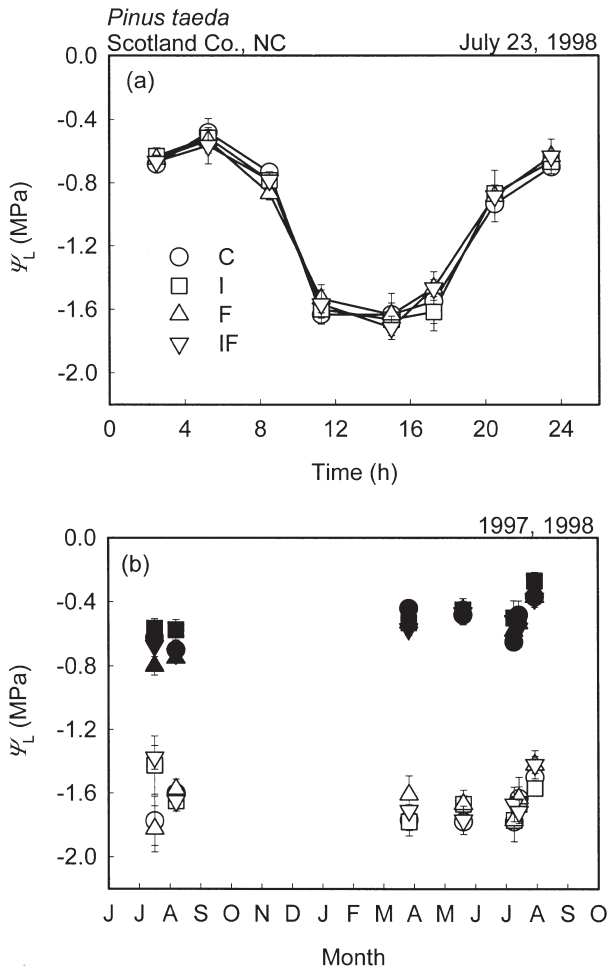 Pinus taeda
Scotland Co., NC July 23, 1998
(a)
0.0
-0.4
-0.8
-1.2
-1.6
-2.0
ΨL (MPa)
C
I
F
IF
0 4 8 12 16 20 24
Time (h)
1997, 1998
(b)
0.0
-0.4
-0.8
-1.2
-1.6
-2.0
ΨL (MPa)
J J A S O N D J F M A M J J A S O
Month